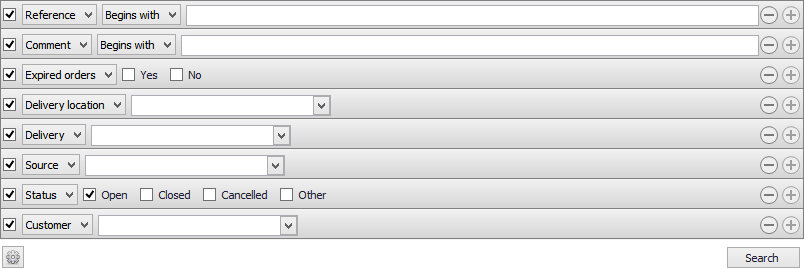 Reference Begins with
Comment Begins with
Expired orders Yes No
Delivery location
Delivery
Source
Status Open Closed Cancelled Other
Customer
Search